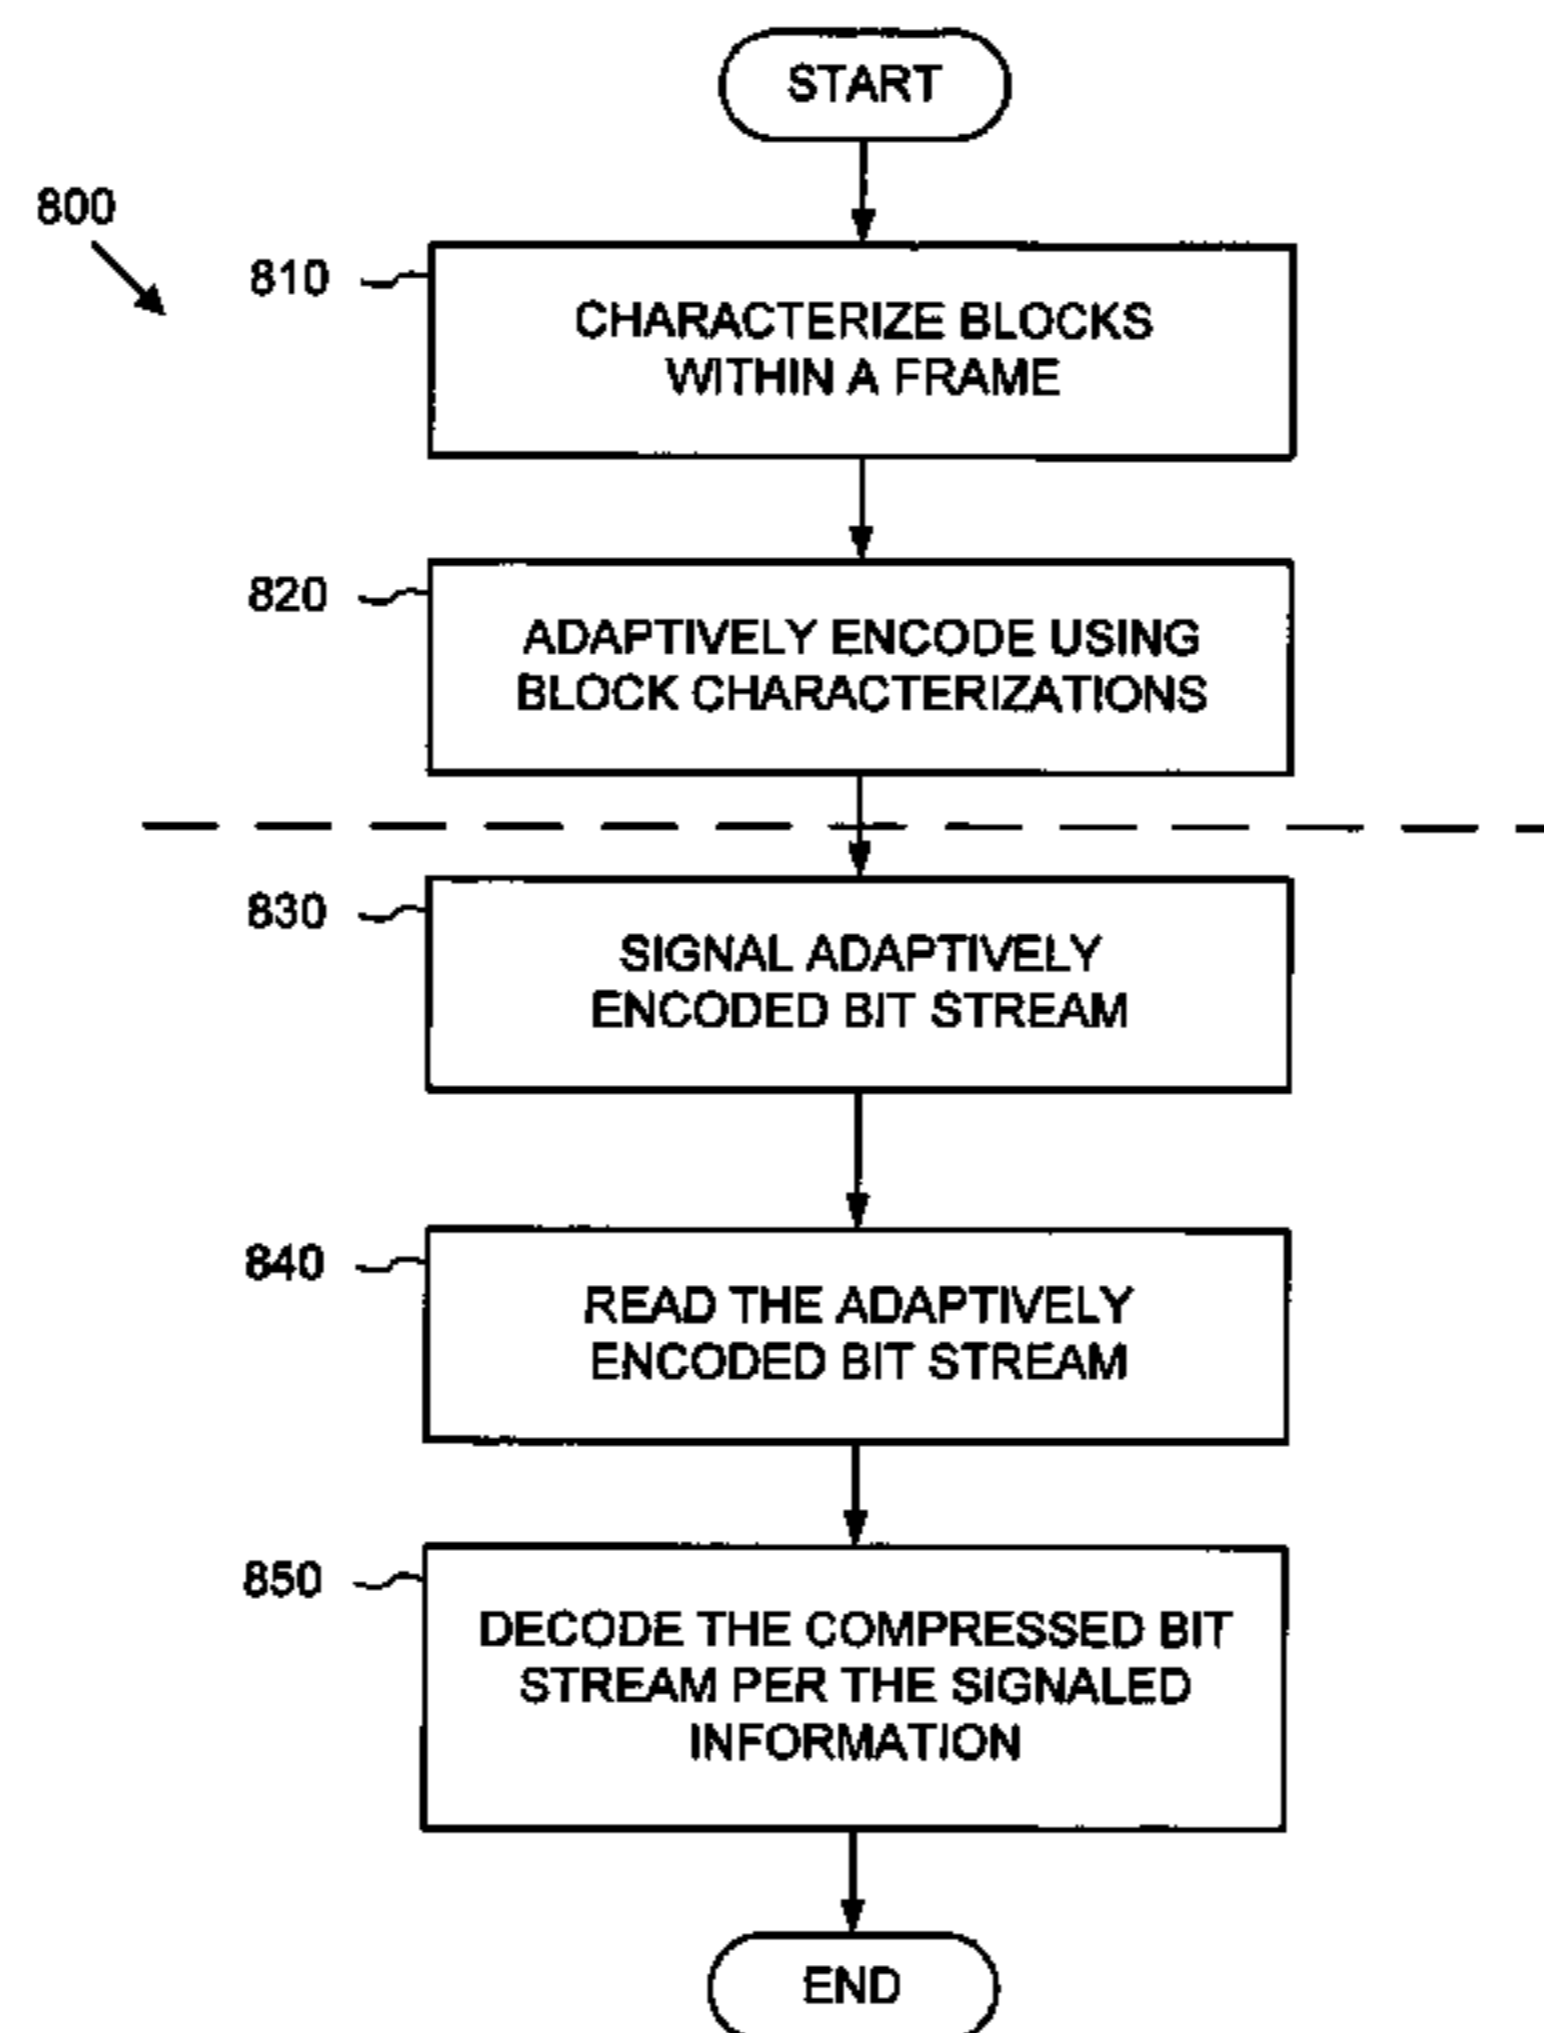 START
800
810
CHARACTERIZE BLOCKS
WITHIN A FRAME
820
ADAPTIVELY ENCODE USING
BLOCK CHARACTERIZATIONS
830
SIGNAL ADAPTIVELY
ENCODED BIT STREAM
840
READ THE ADAPTIVELY
ENCODED BIT STREAM
850
DECODE THE COMPRESSED BIT
STREAM PER THE SIGNALED
INFORMATION
END